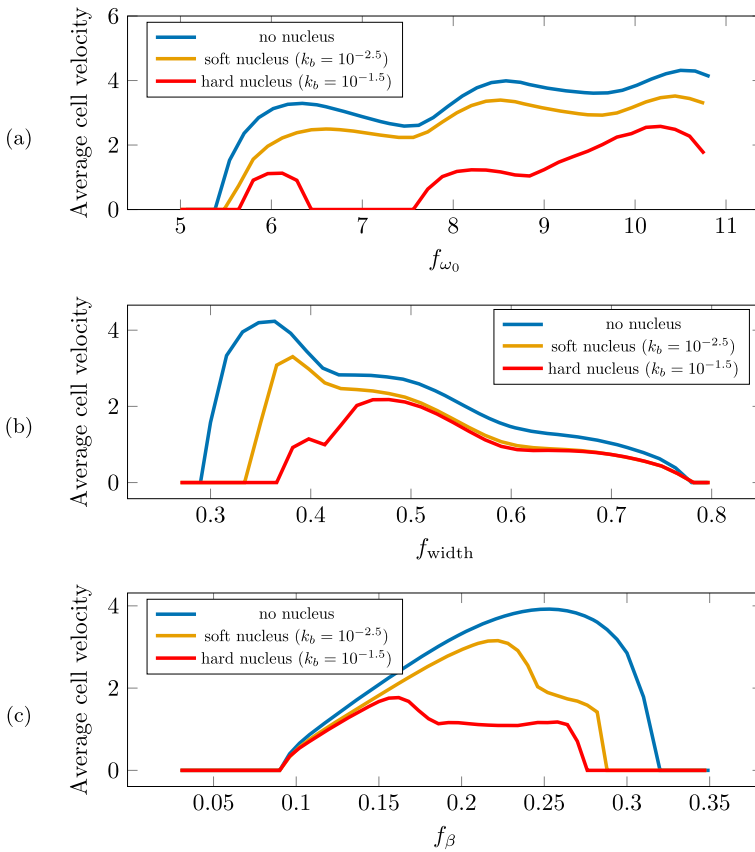 (a)
Average cell velocity
6
4
2
0
no nucleus
soft nucleus (k_b = 10^{-2.5})
hard nucleus (k_b = 10^{-1.5})
5 6 7 8 9 10 11
f_{ω_0}
(b)
Average cell velocity
4
2
0
no nucleus
soft nucleus (k_b = 10^{-2.5})
hard nucleus (k_b = 10^{-1.5})
0.3 0.4 0.5 0.6 0.7 0.8
f_{width}
(c)
Average cell velocity
4
2
0
no nucleus
soft nucleus (k_b = 10^{-2.5})
hard nucleus (k_b = 10^{-1.5})
0.05 0.1 0.15 0.2 0.25 0.3 0.35
f_β